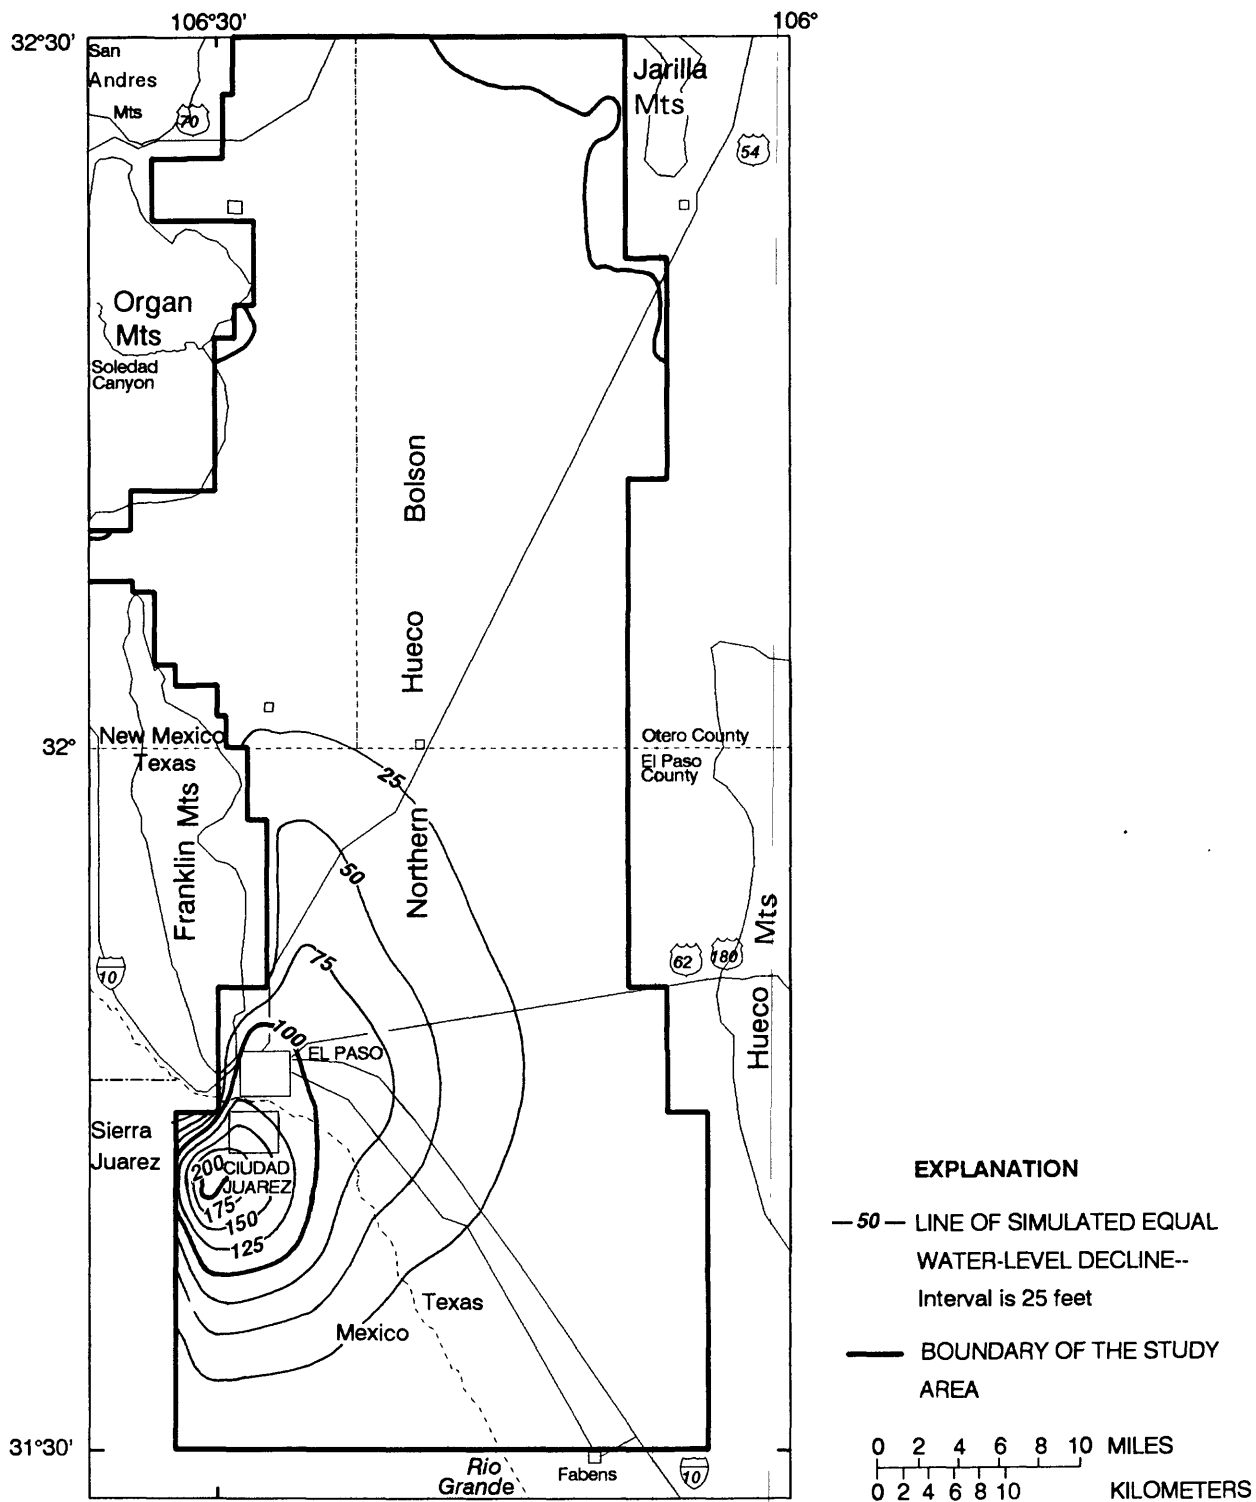 106°30'
106°
32°30'
San
Andres
Mts
70
Jarilla
Mts
54
Organ
Mts
Soledad
Canyon
Bolson
Hueco
Northern
32°
New Mexico
Texas
Otero County
El Paso
County
25
Franklin Mts
50
75
100
EL PASO
10
62
180
Hueco Mts
Sierra
Juarez
200
CIUDAD
JUAREZ
175
150
125
Texas
Mexico
31°30'
Rio
Grande
Fabens
10
EXPLANATION
—50— LINE OF SIMULATED EQUAL
WATER-LEVEL DECLINE--
Interval is 25 feet
BOUNDARY OF THE STUDY
AREA
0 2 4 6 8 10 MILES
0 2 4 6 8 10 KILOMETERS